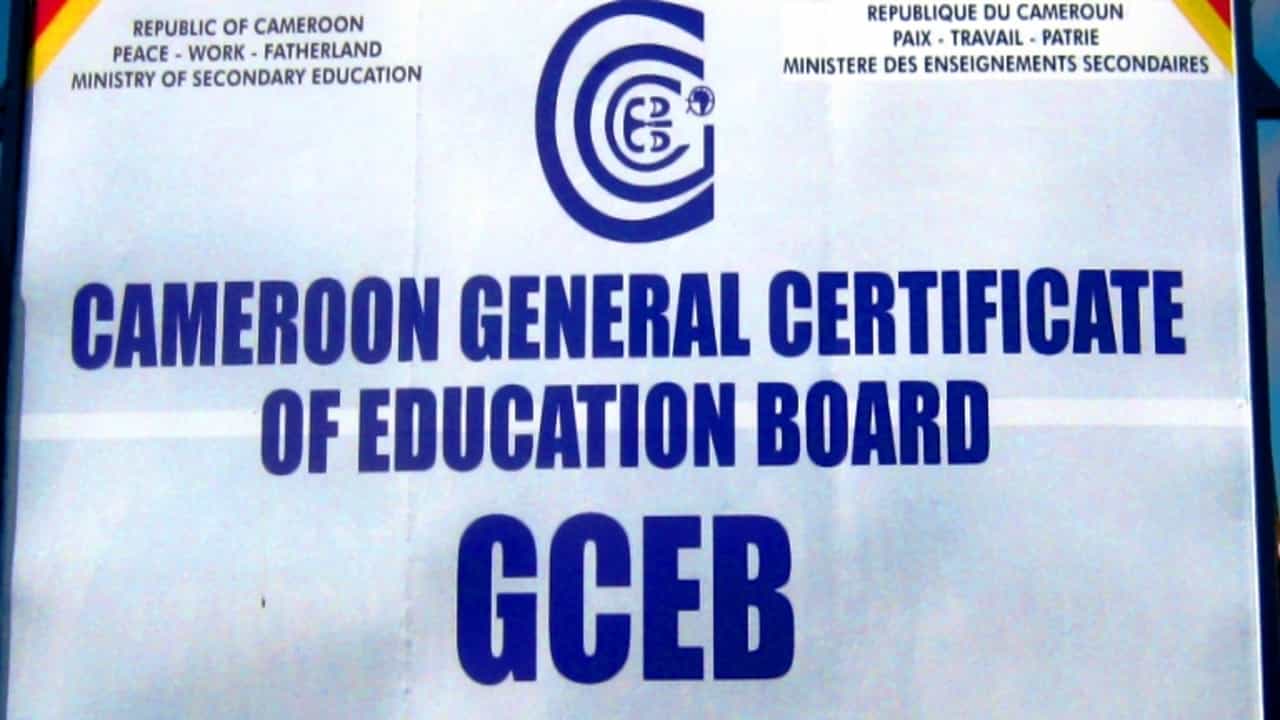 REPUBLIC OF CAMEROON
PEACE - WORK - FATHERLAND
MINISTRY OF SECONDARY EDUCATION
REPUBLIQUE DU CAMEROUN
PAIX - TRAVAIL - PATRIE
MINISTERE DES ENSEIGNEMENTS SECONDAIRES
CAMEROON GENERAL CERTIFICATE
OF EDUCATION BOARD
GCEB